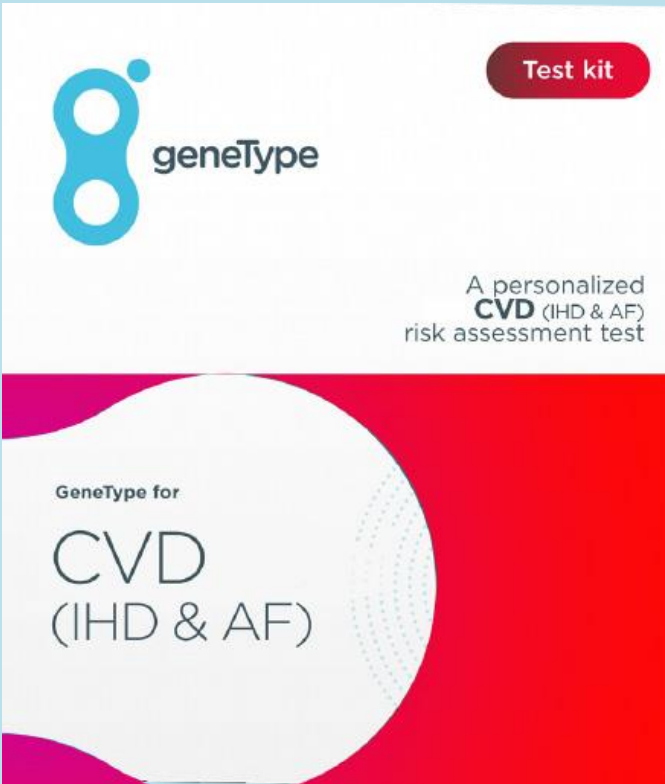 Test kit
geneType
A personalized
CVD (IHD & AF)
risk assessment test
GeneType for
CVD
(IHD & AF)